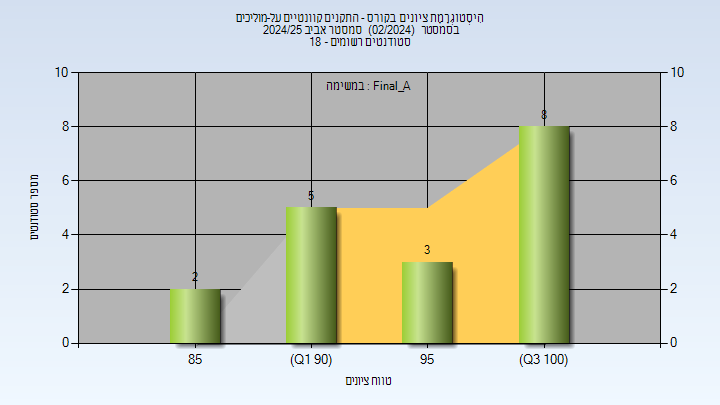 היסטוגרמת ציונים בקורס - התקנים קוונטיים על-מוליכים
בסמסטר (02/2024) סמסטר אביב 2024/25
סטודנטים רשומים - 18
במשימה : Final_A
10 10
8 8
8
6 6
5
מספר סטודנטים
4 4
3
2 2
2
0 0
85 (Q1 90) 95 (Q3 100)
טווח ציונים